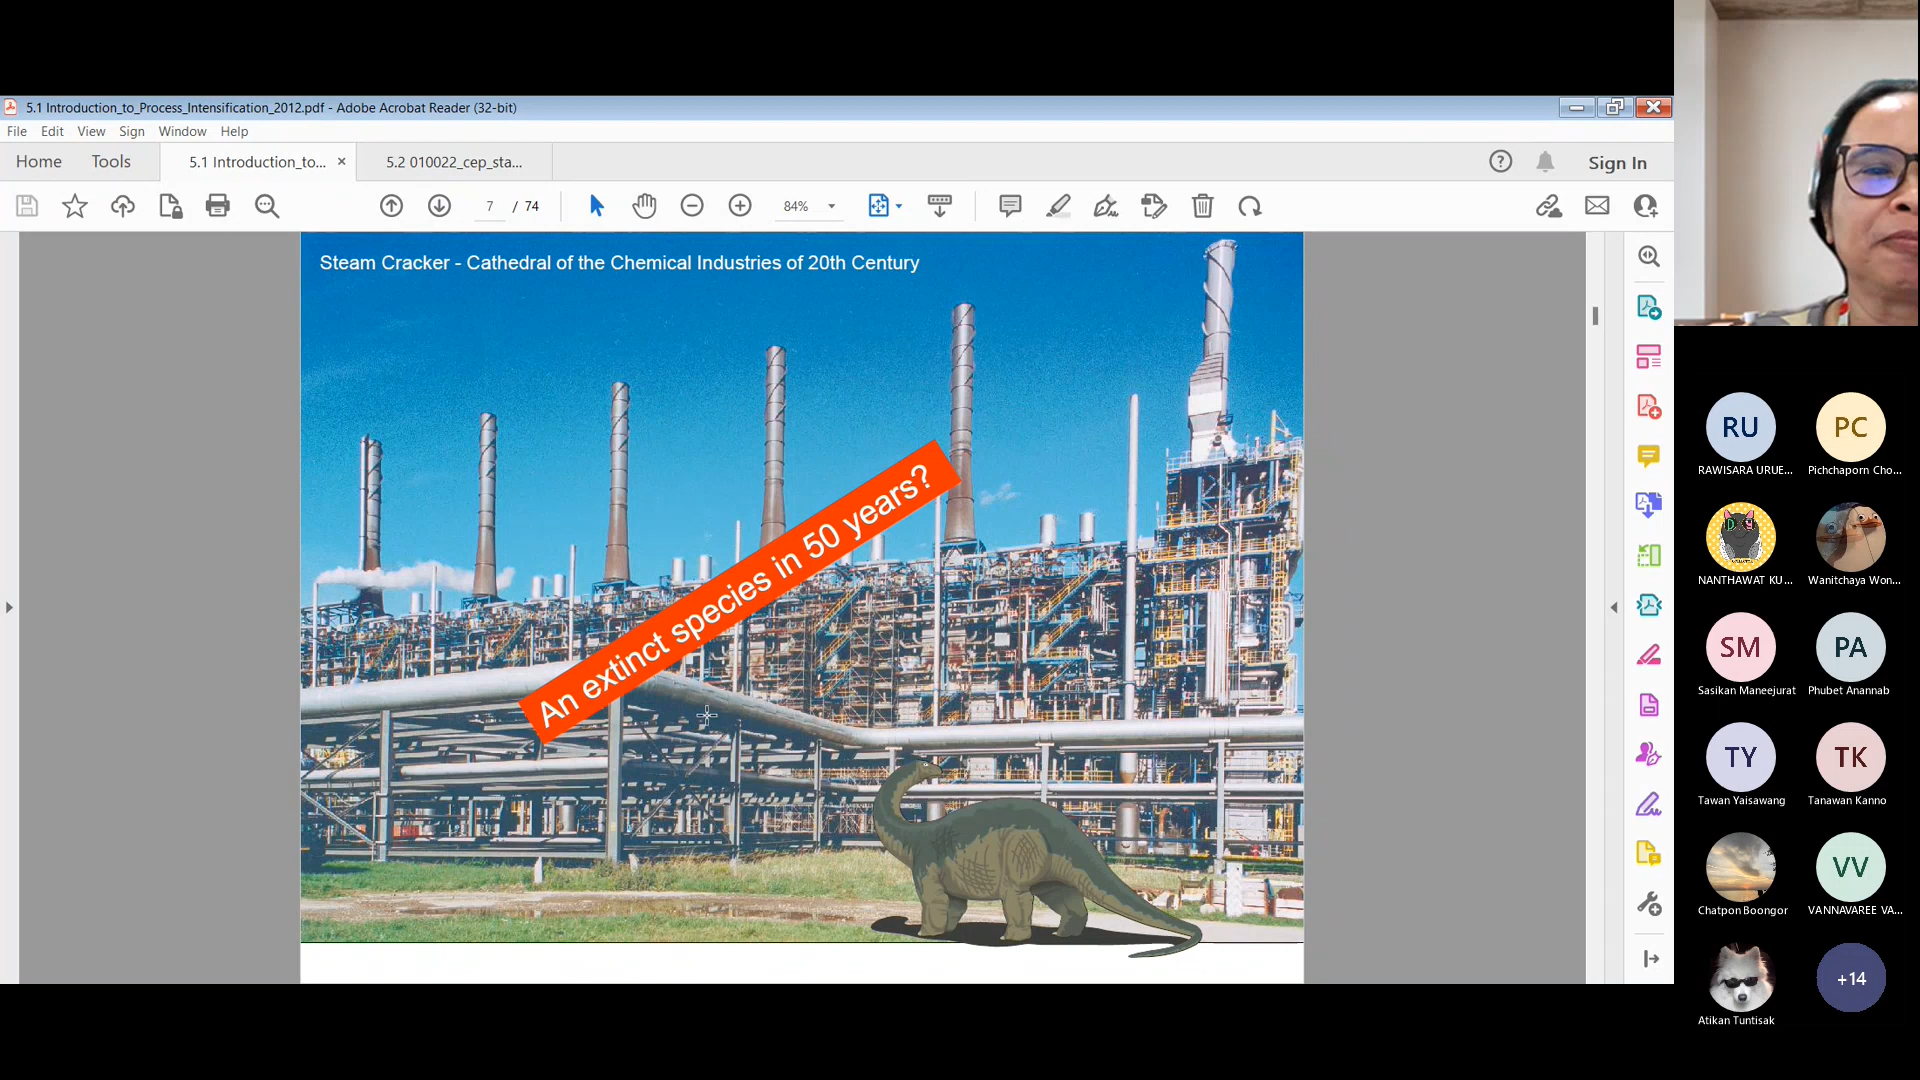 5.1 Introduction_to_Process_Intensification_2012.pdf - Adobe Acrobat Reader (32-bit)
File Edit View Sign Window Help
Home Tools 5.1 Introduction_to... × 5.2 010022_cep_sta... Sign In
7 / 74 84%
Steam Cracker - Cathedral of the Chemical Industries of 20th Century
An extinct species in 50 years?
RU PC
RAWISARA URUE... Pichchaporn Cho...
NANTHAWAT KU... Wanitchaya Won...
SM PA
Sasikan Maneejurat Phubet Anannab
TY TK
Tawan Yaisawang Tanawan Kanno
VV
Chatpon Boongor VANNAVAREE VA...
+14
Atikan Tuntisak